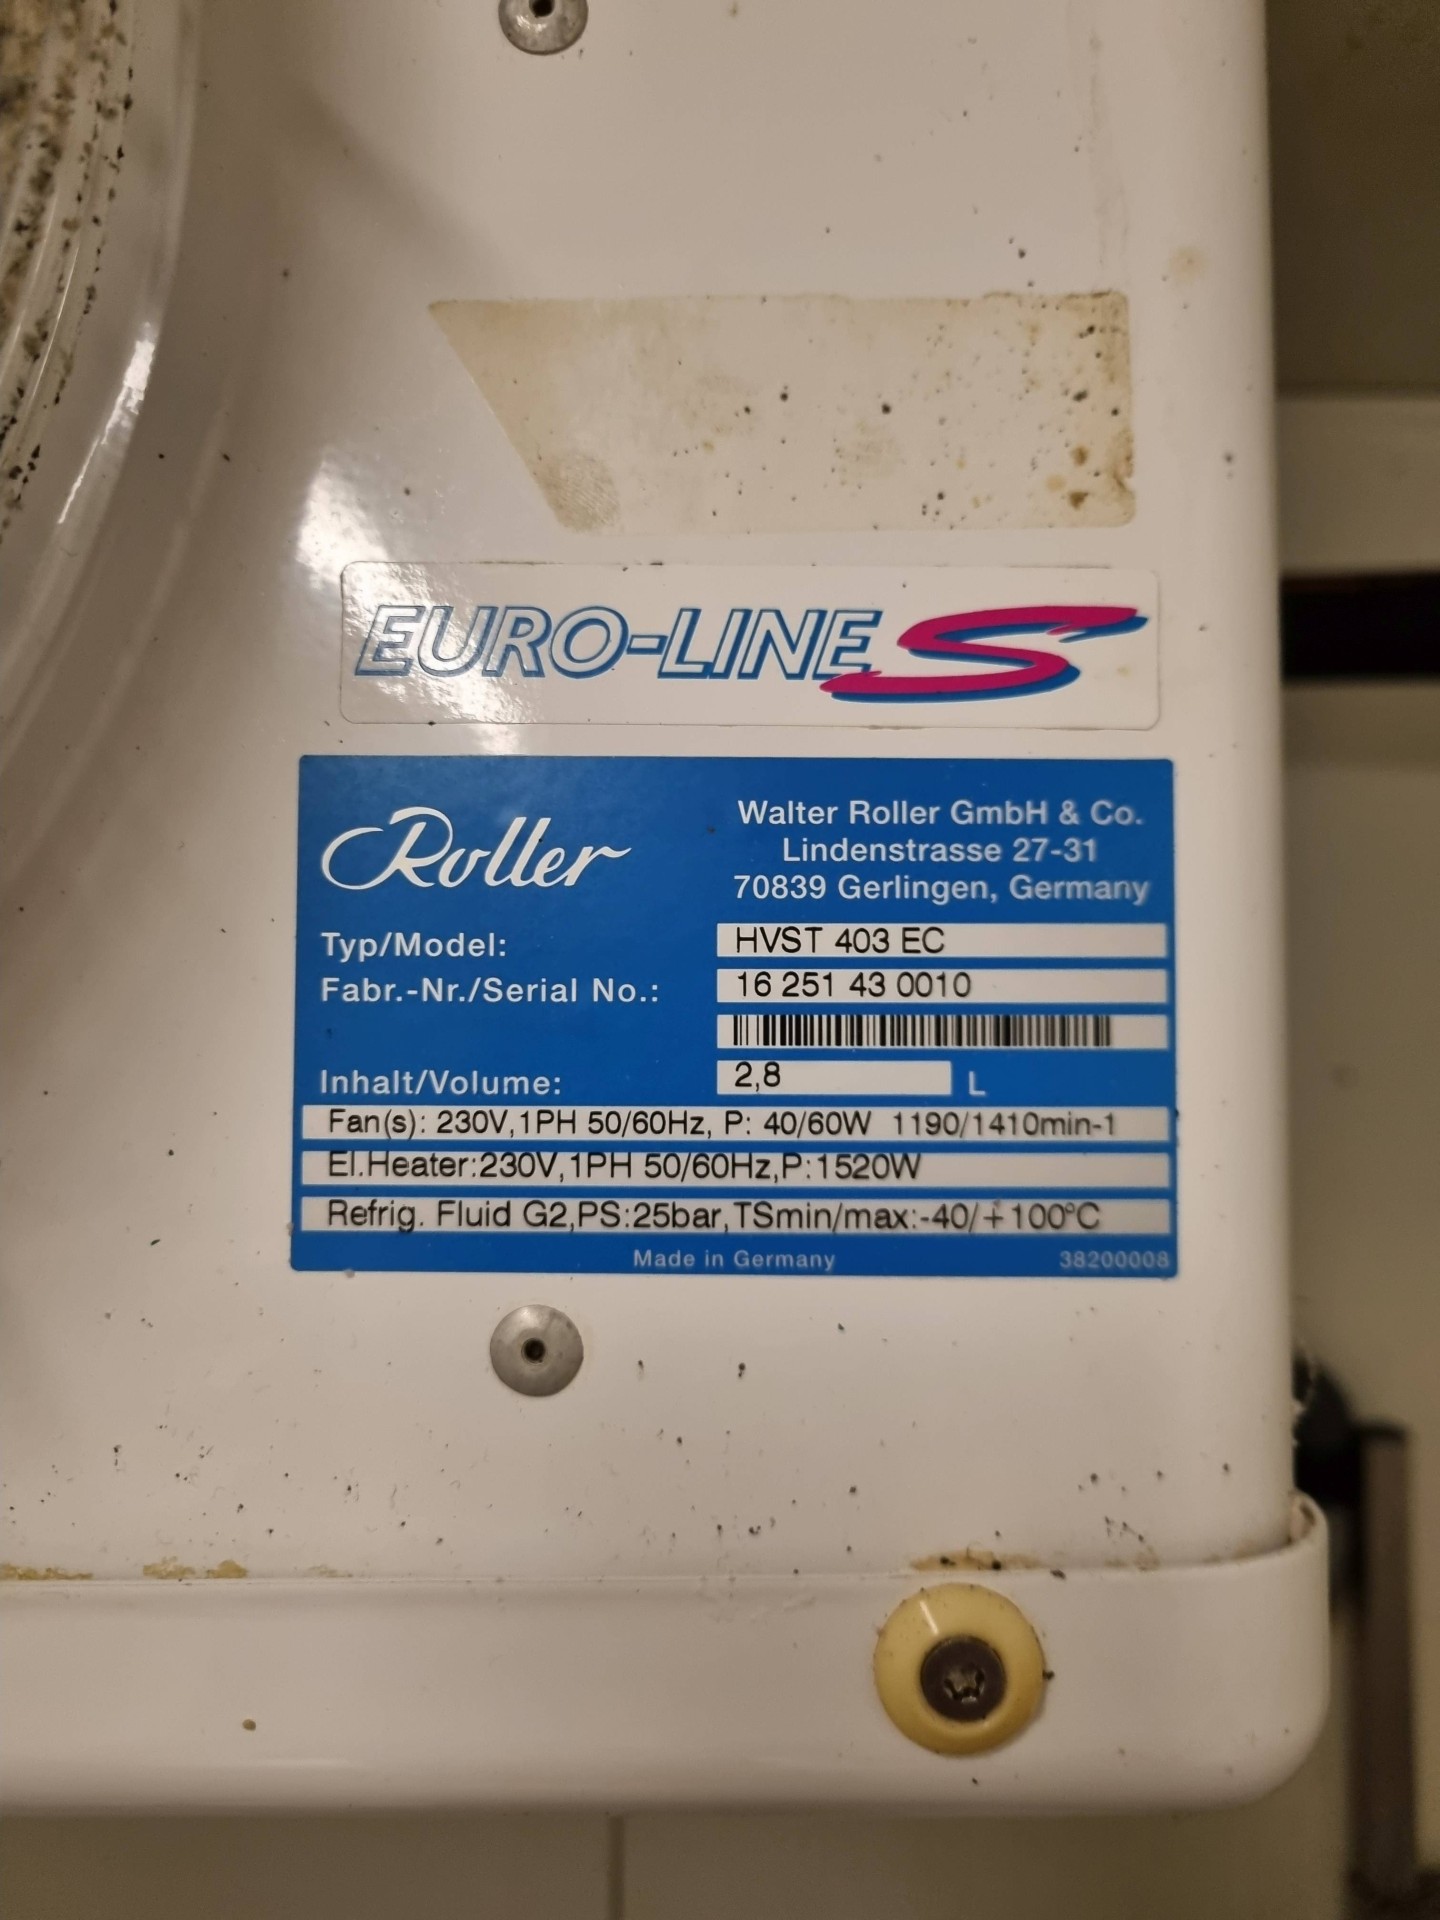 EURO-LINE S
Roller
Walter Roller GmbH & Co.
Lindenstrasse 27-31
70839 Gerlingen, Germany
Typ/Model: HVST 403 EC
Fabr.-Nr./Serial No.: 16 251 43 0010
Inhalt/Volume: 2,8 L
Fan(s): 230V,1PH 50/60Hz, P: 40/60W 1190/1410min-1
El.Heater:230V,1PH 50/60Hz,P:1520W
Refrig. Fluid G2,PS:25bar,TSmin/max:-40/+100°C
Made in Germany 38200008